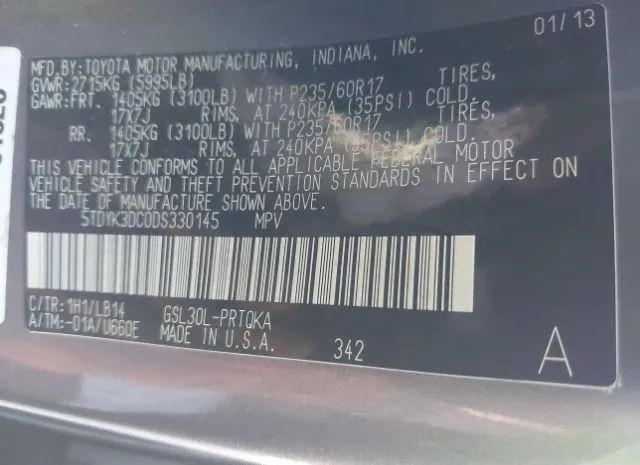 01/13
MFD.BY:TOYOTA MOTOR MANUFACTURING, INDIANA, INC.
GVWR:2715KG (5995LB)
GAWR:FRT. 1405KG (3100LB) WITH P235/60R17 TIRES,
17X7J RIMS, AT 240KPA (35PSI) COLD.
RR. 1405KG (3100LB) WITH P235/60R17 TIRES,
17X7J RIMS, AT 240KPA (35PSI) COLD.
THIS VEHICLE CONFORMS TO ALL APPLICABLE FEDERAL MOTOR
VEHICLE SAFETY AND THEFT PREVENTION STANDARDS IN EFFECT ON
THE DATE OF MANUFACTURE SHOWN ABOVE.
5TDYK3DC0DS330145 MPV
C/TR:1H1/LB14 GSL30L-PRTQKA
A/TM:-01A/U660E MADE IN U.S.A.
342
A